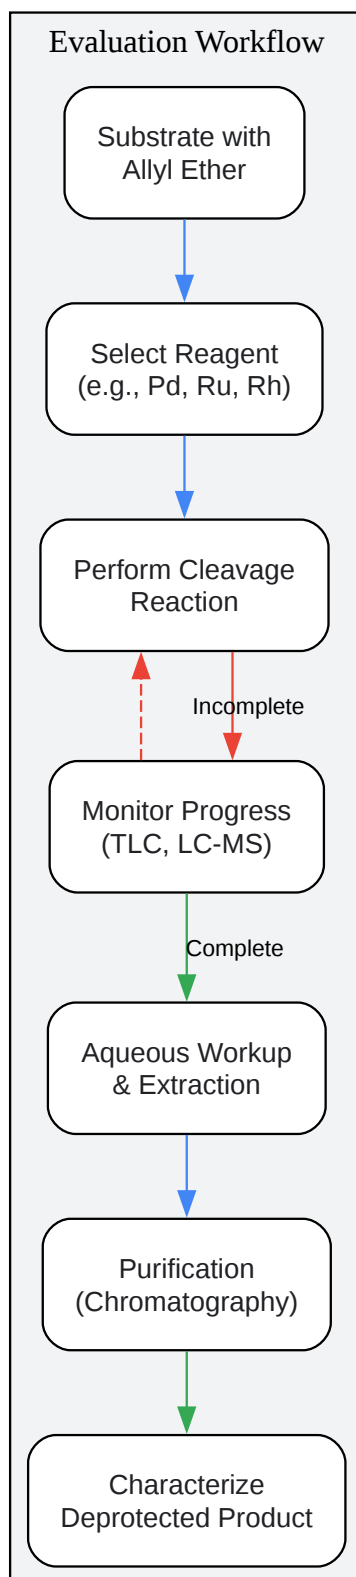 Evaluation Workflow
Substrate with
Allyl Ether
Select Reagent
(e.g., Pd, Ru, Rh)
Perform Cleavage
Reaction
Incomplete
Monitor Progress
(TLC, LC-MS)
Complete
Aqueous Workup
& Extraction
Purification
(Chromatography)
Characterize
Deprotected Product